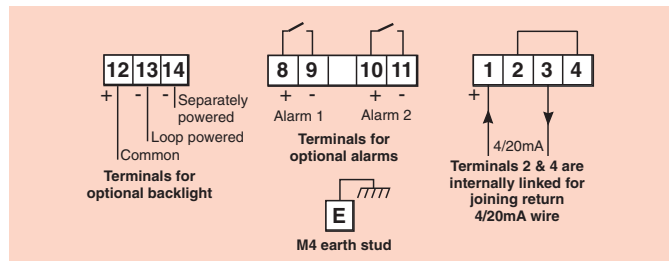 12 13 14
+ - -
Separately
powered
Loop powered
Common
Terminals for
optional backlight
8 9 10 11
+ - + -
Alarm 1 Alarm 2
Terminals for
optional alarms
E
M4 earth stud
1 2 3 4
+
4/20mA
Terminals 2 & 4 are
internally linked for
joining return
4/20mA wire